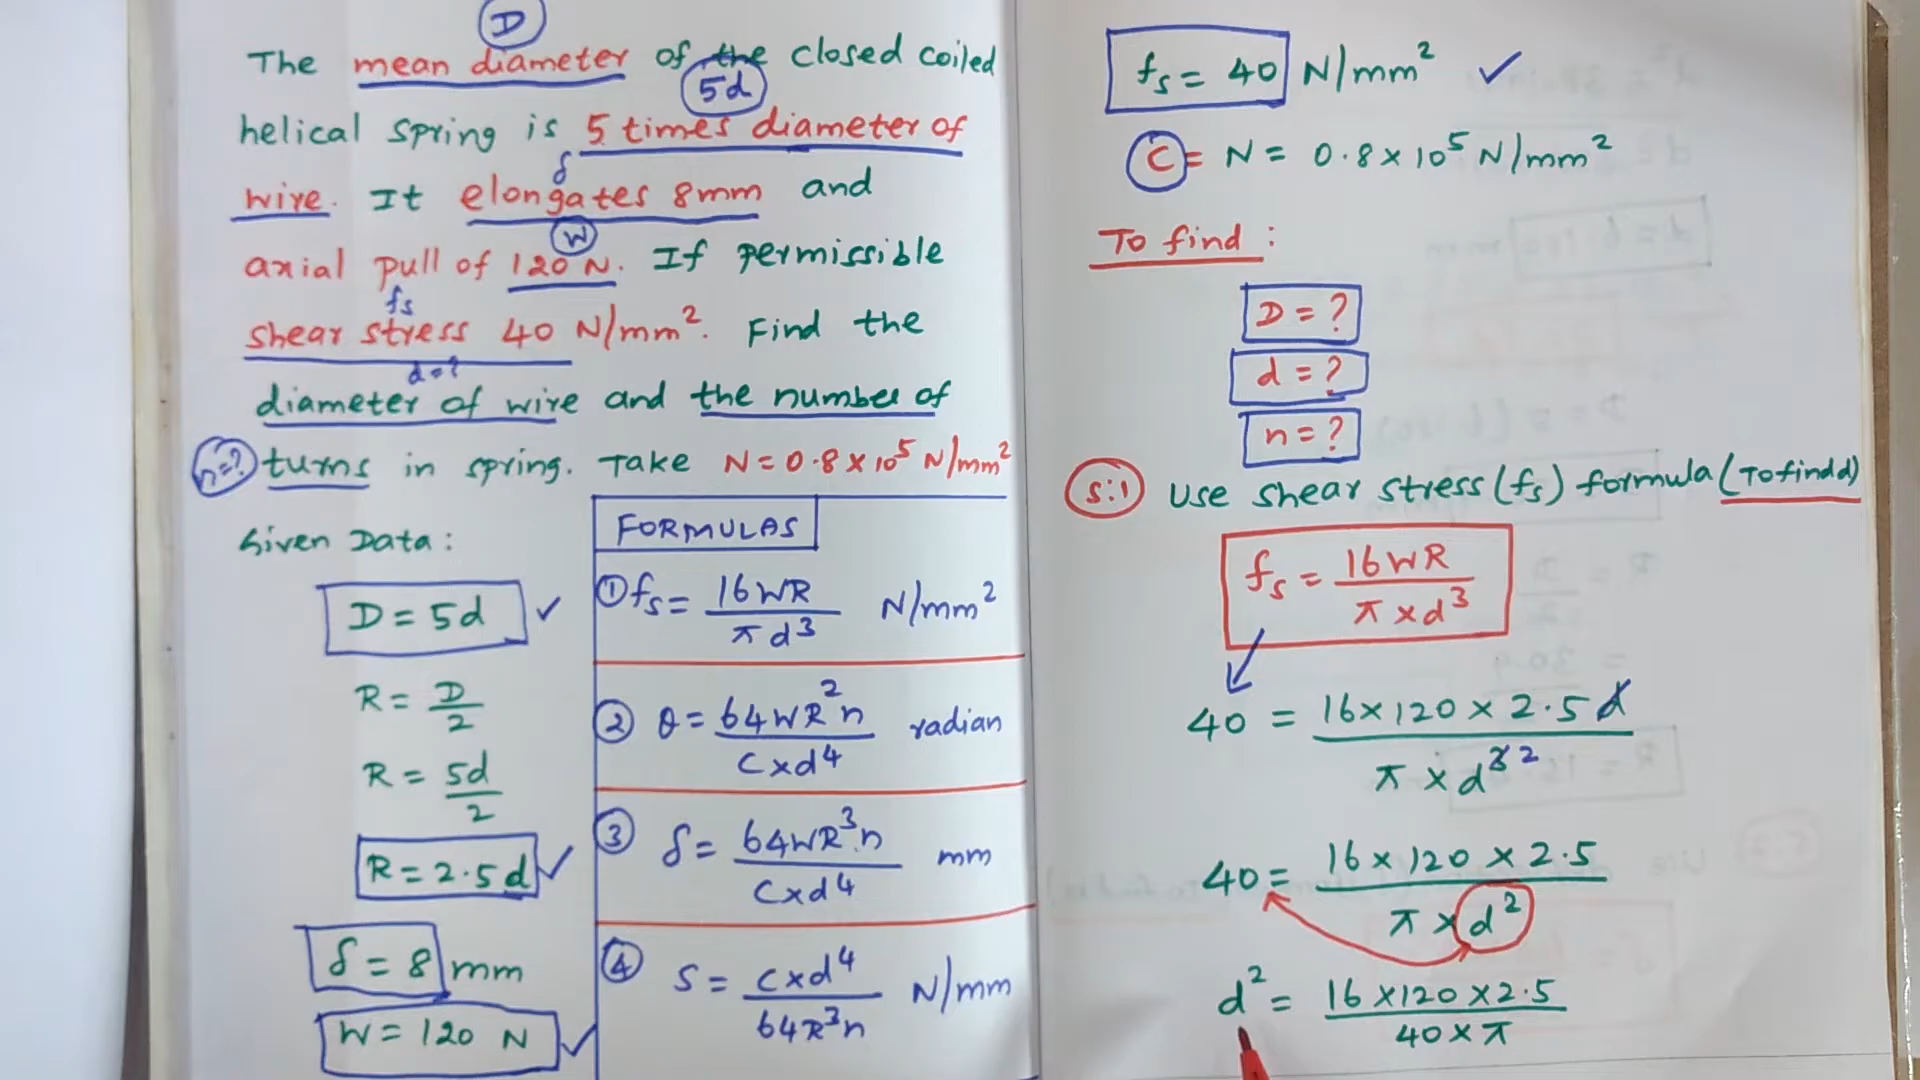 D
The mean diameter of the closed coiled
5d
helical spring is 5 times diameter of
δ
wire. It elongates 8mm and
W
axial pull of 120 N. If permissible
fs
shear stress 40 N/mm². Find the
d=?
diameter of wire and the number of
n=? turns in spring. Take N = 0.8 × 10⁵ N/mm²
Given Data:
D = 5d
R = D/2
R = 5d/2
R = 2.5d
δ = 8 mm
W = 120 N
FORMULAS
① fs = 16WR / πd³ N/mm²
② θ = 64WR²n / C×d⁴ radian
③ δ = 64WR³n / C×d⁴ mm
④ S = C×d⁴ / 64R³n N/mm
fs = 40 N/mm²
C = N = 0.8 × 10⁵ N/mm²
To find :
D = ?
d = ?
n = ?
S:1 Use shear stress (fs) formula (To find d)
fs = 16WR / π×d³
40 = 16×120×2.5d / π×d³ 2
40 = 16×120×2.5 / π×d²
d² = 16×120×2.5 / 40×π